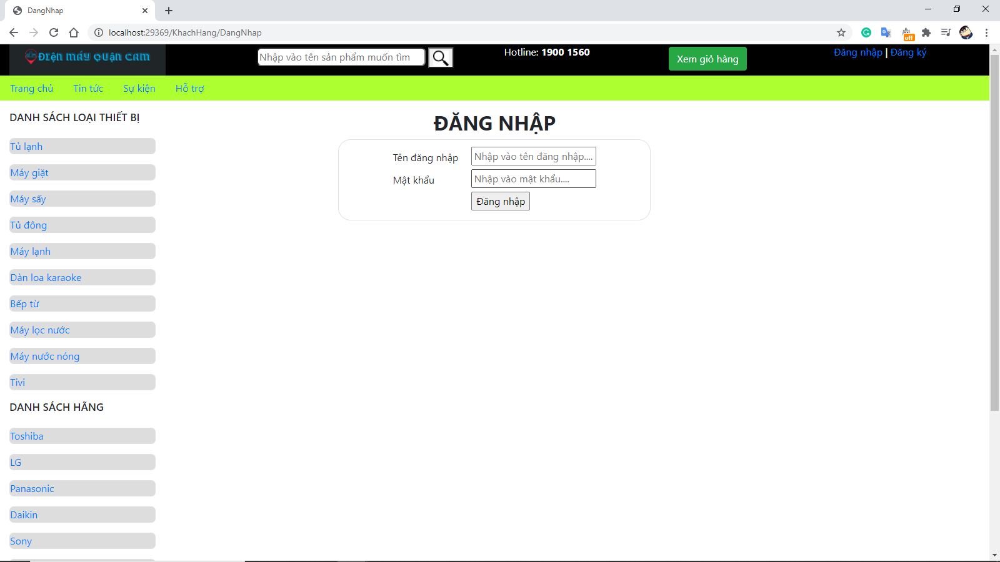 DangNhap
localhost:29369/KhachHang/DangNhap
off
Điện máy Quận Cam
Nhập vào tên sản phẩm muốn tìm
Hotline: 1900 1560
Xem giỏ hàng
Đăng nhập | Đăng ký
Trang chủ Tin tức Sự kiện Hỗ trợ
DANH SÁCH LOẠI THIẾT BỊ
Tủ lạnh
Máy giặt
Máy sấy
Tủ đông
Máy lạnh
Dàn loa karaoke
Bếp từ
Máy lọc nước
Máy nước nóng
Tivi
DANH SÁCH HÃNG
Toshiba
LG
Panasonic
Daikin
Sony
ĐĂNG NHẬP
Tên đăng nhập Nhập vào tên đăng nhập....
Mật khẩu Nhập vào mật khẩu....
Đăng nhập